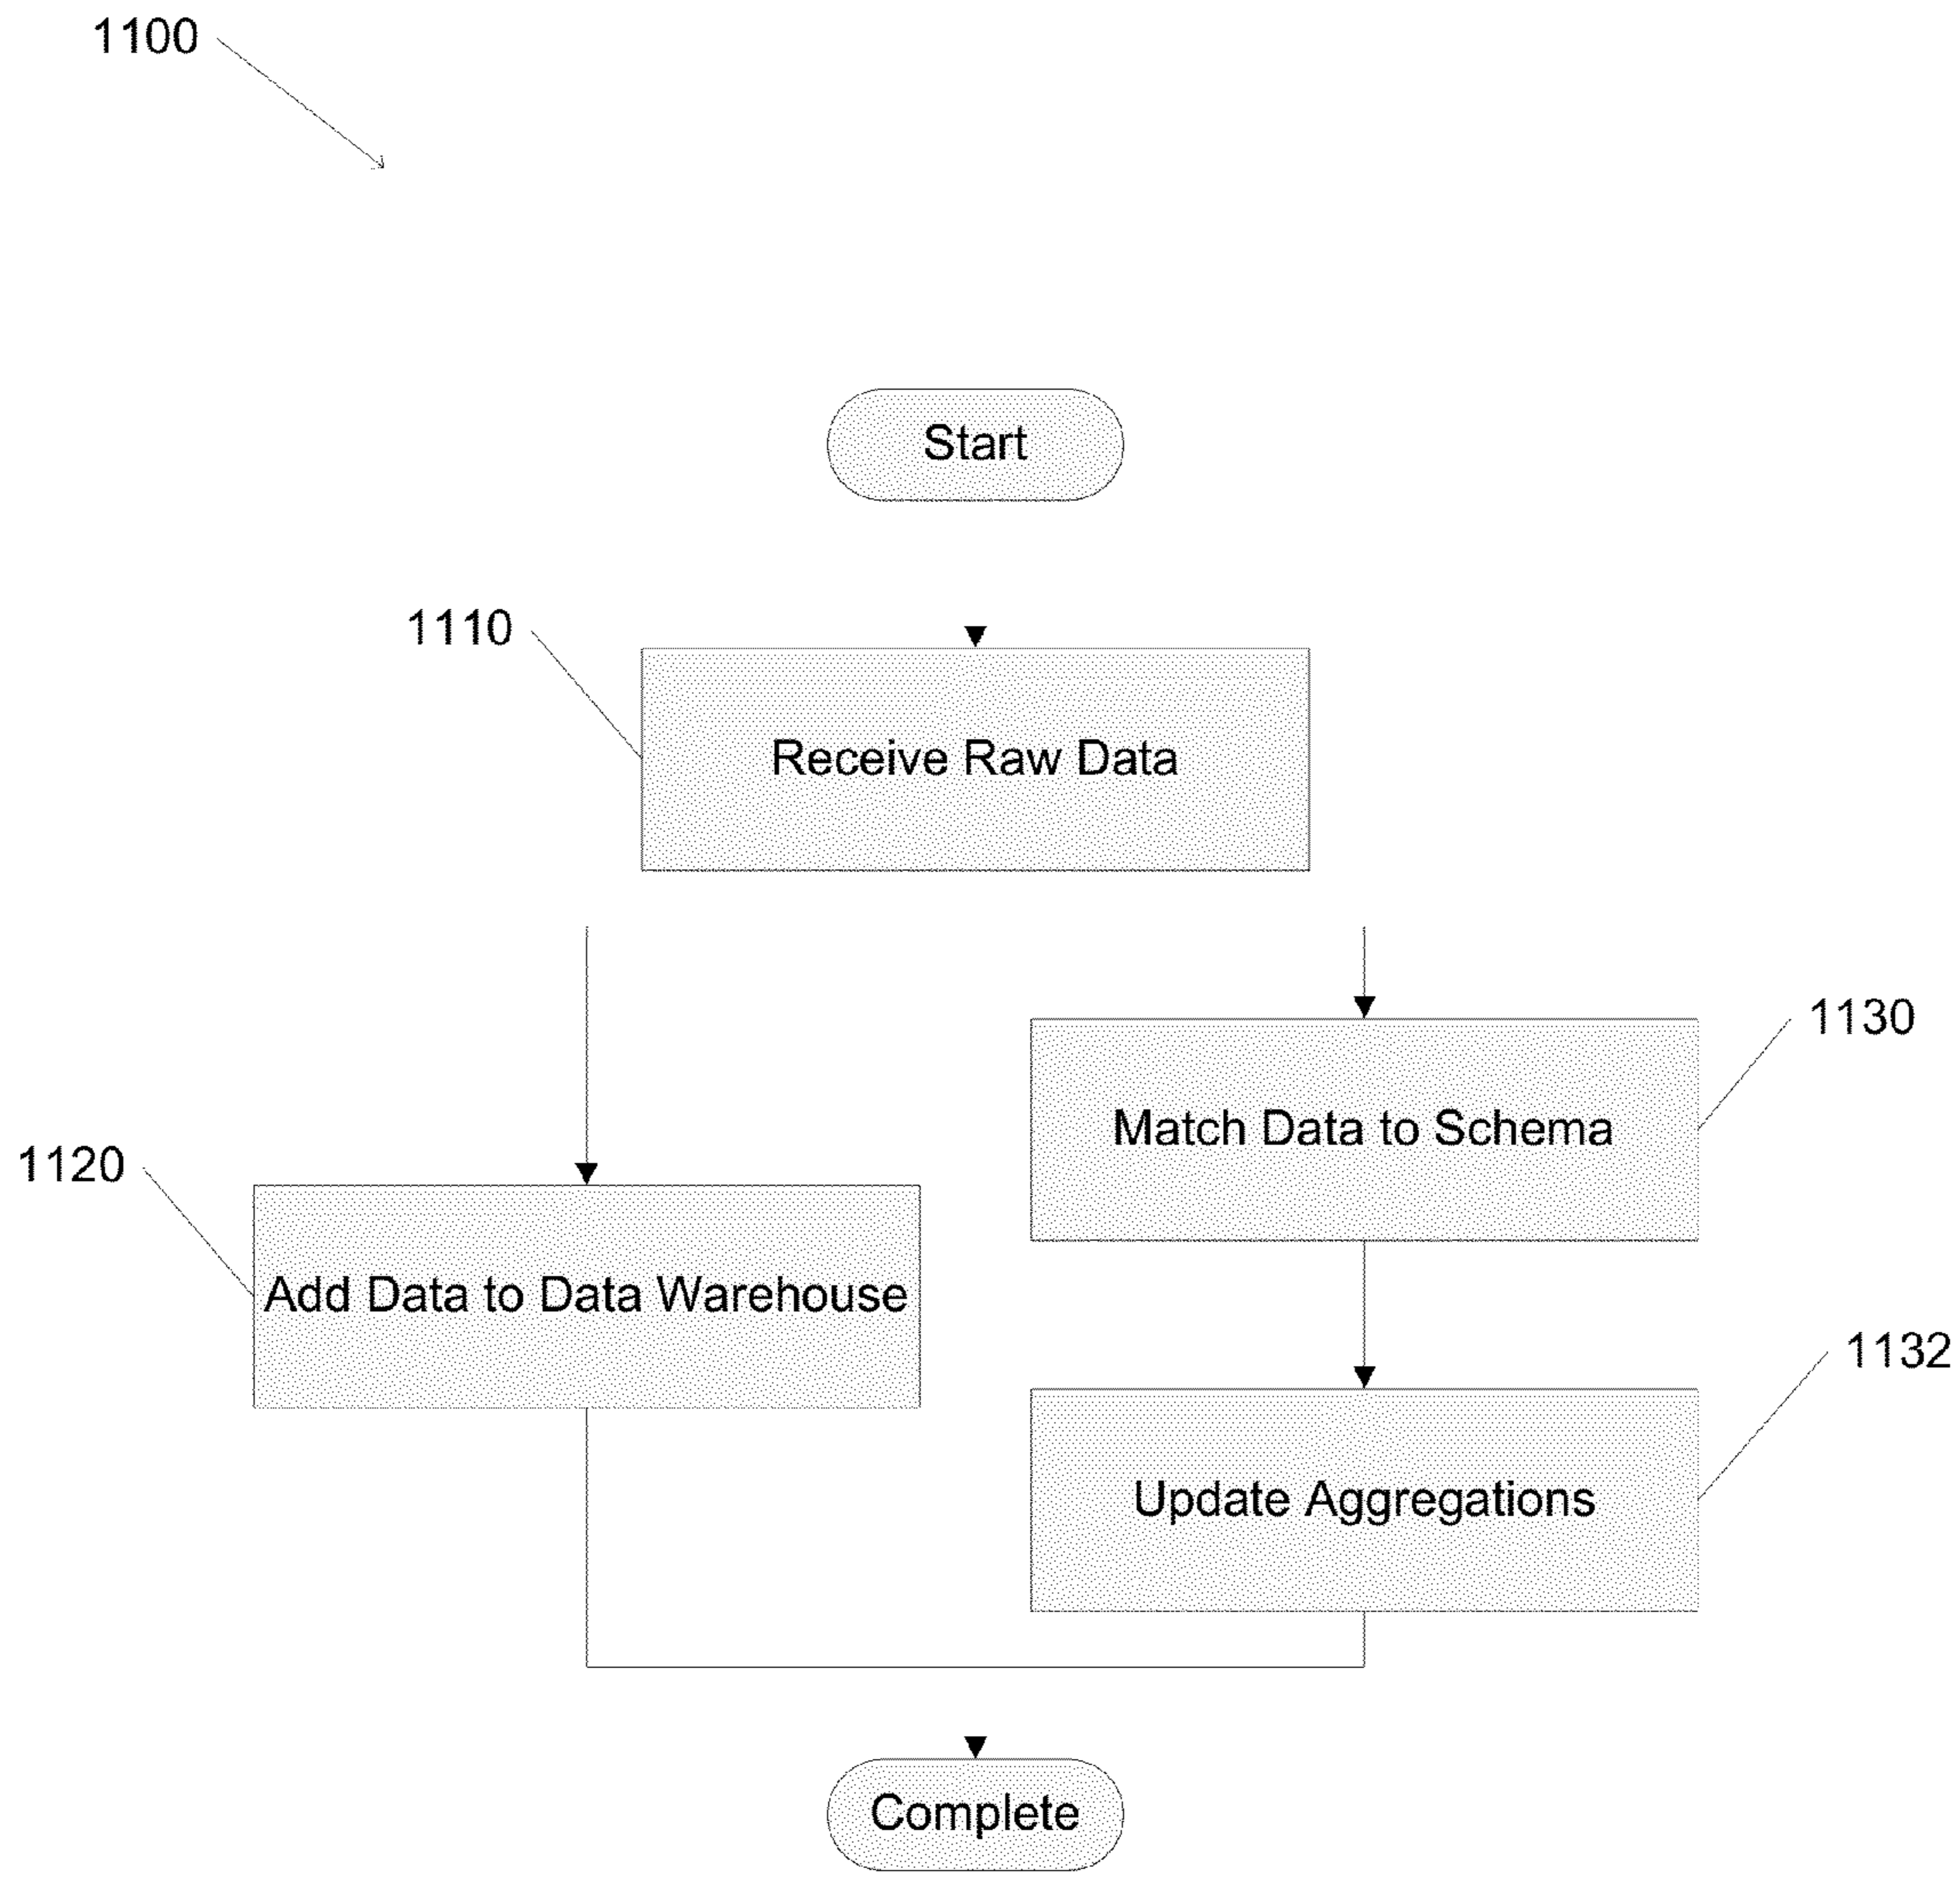 1100
Start
1110
Receive Raw Data
1130
Match Data to Schema
1120
Add Data to Data Warehouse
1132
Update Aggregations
Complete